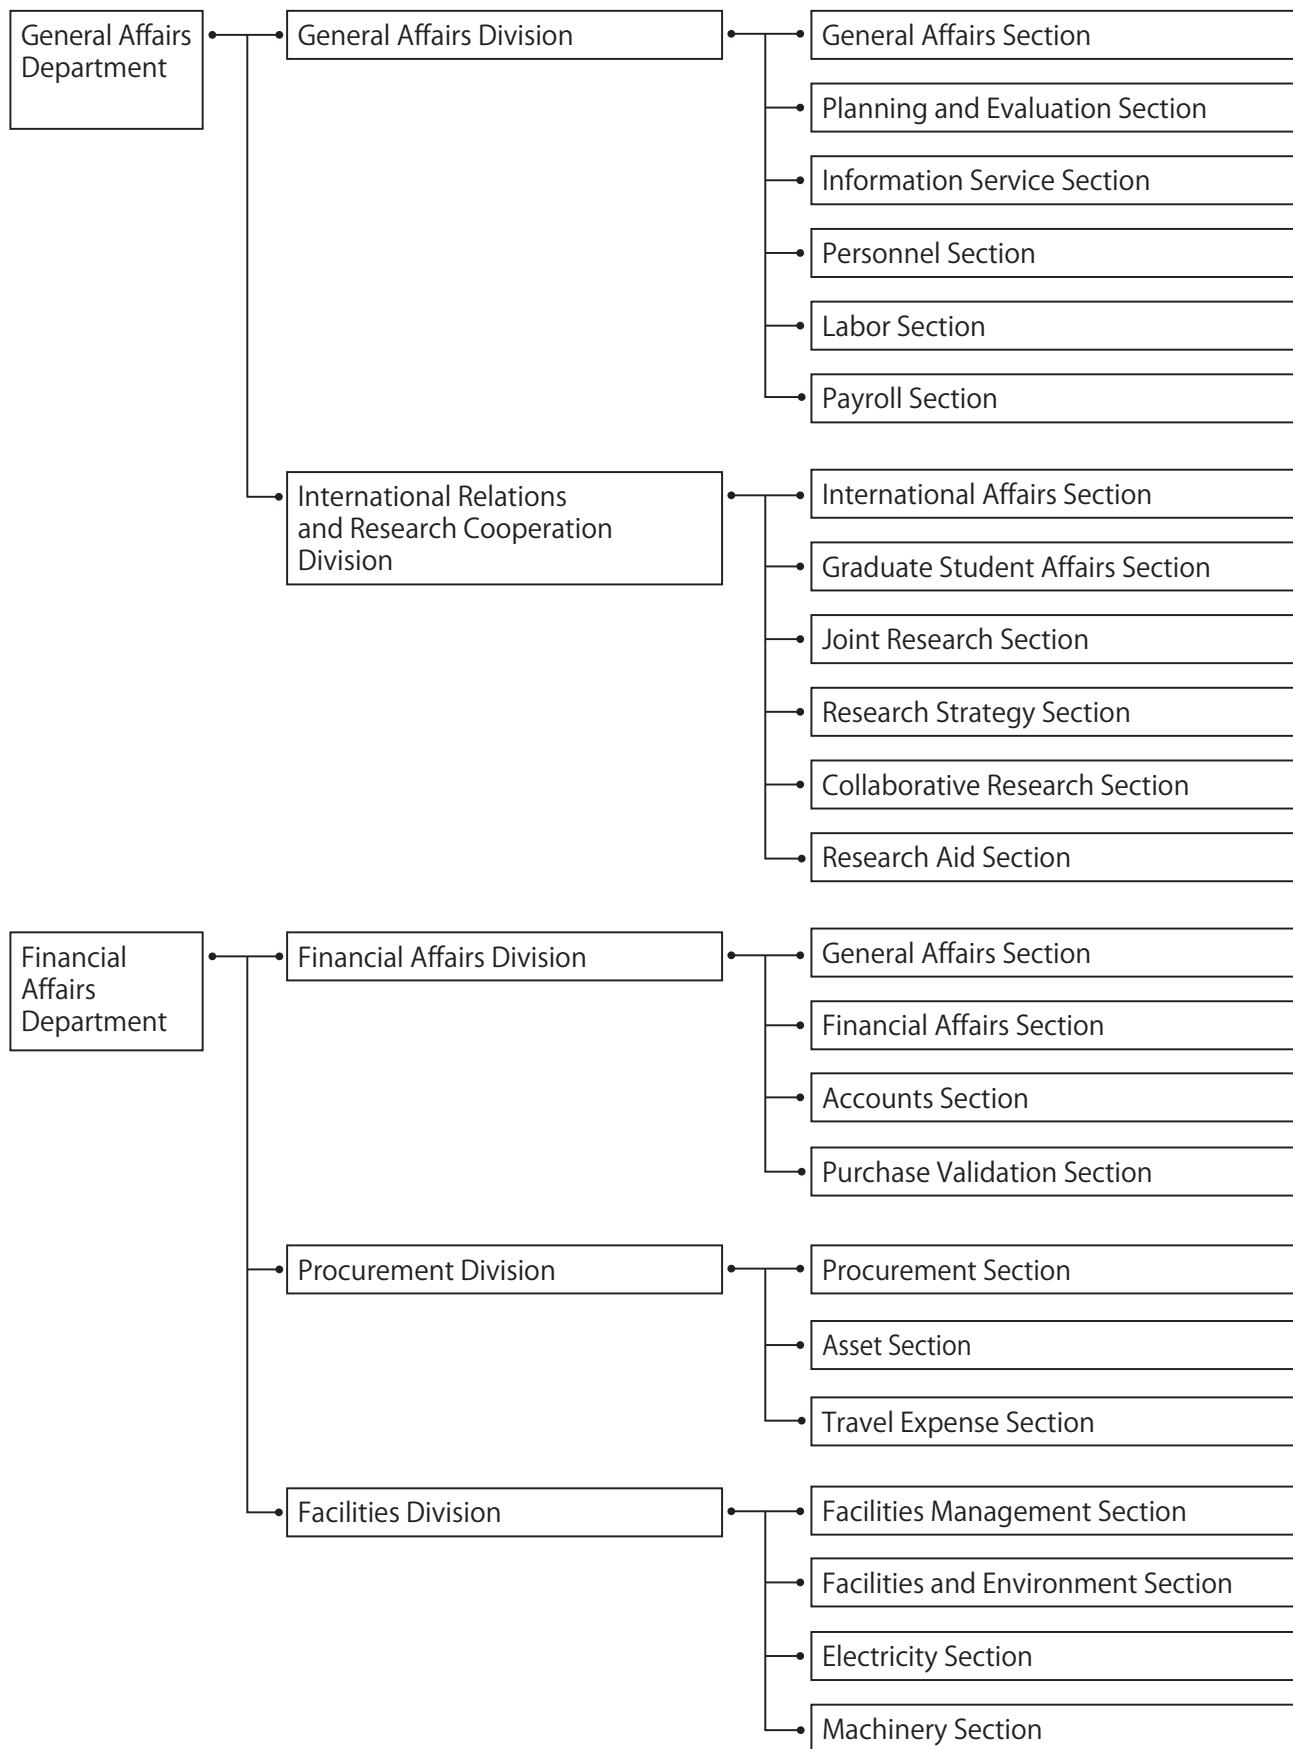 General Affairs
Department
General Affairs Division
General Affairs Section
Planning and Evaluation Section
Information Service Section
Personnel Section
Labor Section
Payroll Section
International Relations
and Research Cooperation
Division
International Affairs Section
Graduate Student Affairs Section
Joint Research Section
Research Strategy Section
Collaborative Research Section
Research Aid Section
Financial
Affairs
Department
Financial Affairs Division
General Affairs Section
Financial Affairs Section
Accounts Section
Purchase Validation Section
Procurement Division
Procurement Section
Asset Section
Travel Expense Section
Facilities Division
Facilities Management Section
Facilities and Environment Section
Electricity Section
Machinery Section